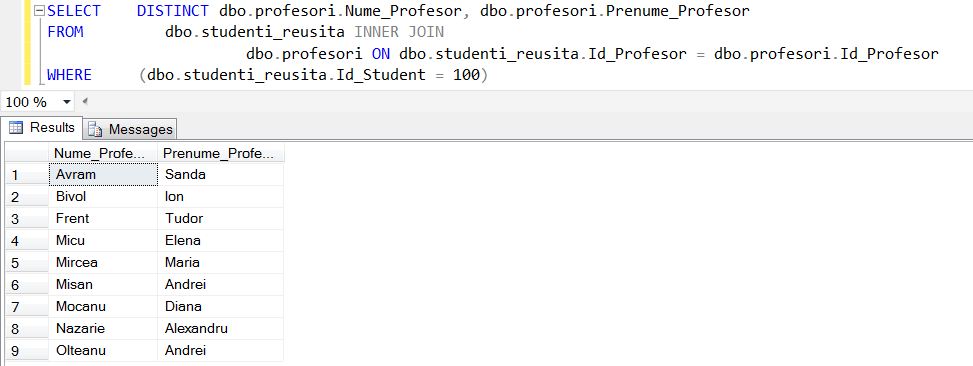 SELECT DISTINCT dbo.profesori.Nume_Profesor, dbo.profesori.Prenume_Profesor
FROM dbo.studenti_reusita INNER JOIN
dbo.profesori ON dbo.studenti_reusita.Id_Profesor = dbo.profesori.Id_Profesor
WHERE (dbo.studenti_reusita.Id_Student = 100)
100 %
Results Messages
Nume_Profe... Prenume_Profe...
1 Avram Sanda
2 Bivol Ion
3 Frent Tudor
4 Micu Elena
5 Mircea Maria
6 Misan Andrei
7 Mocanu Diana
8 Nazarie Alexandru
9 Olteanu Andrei